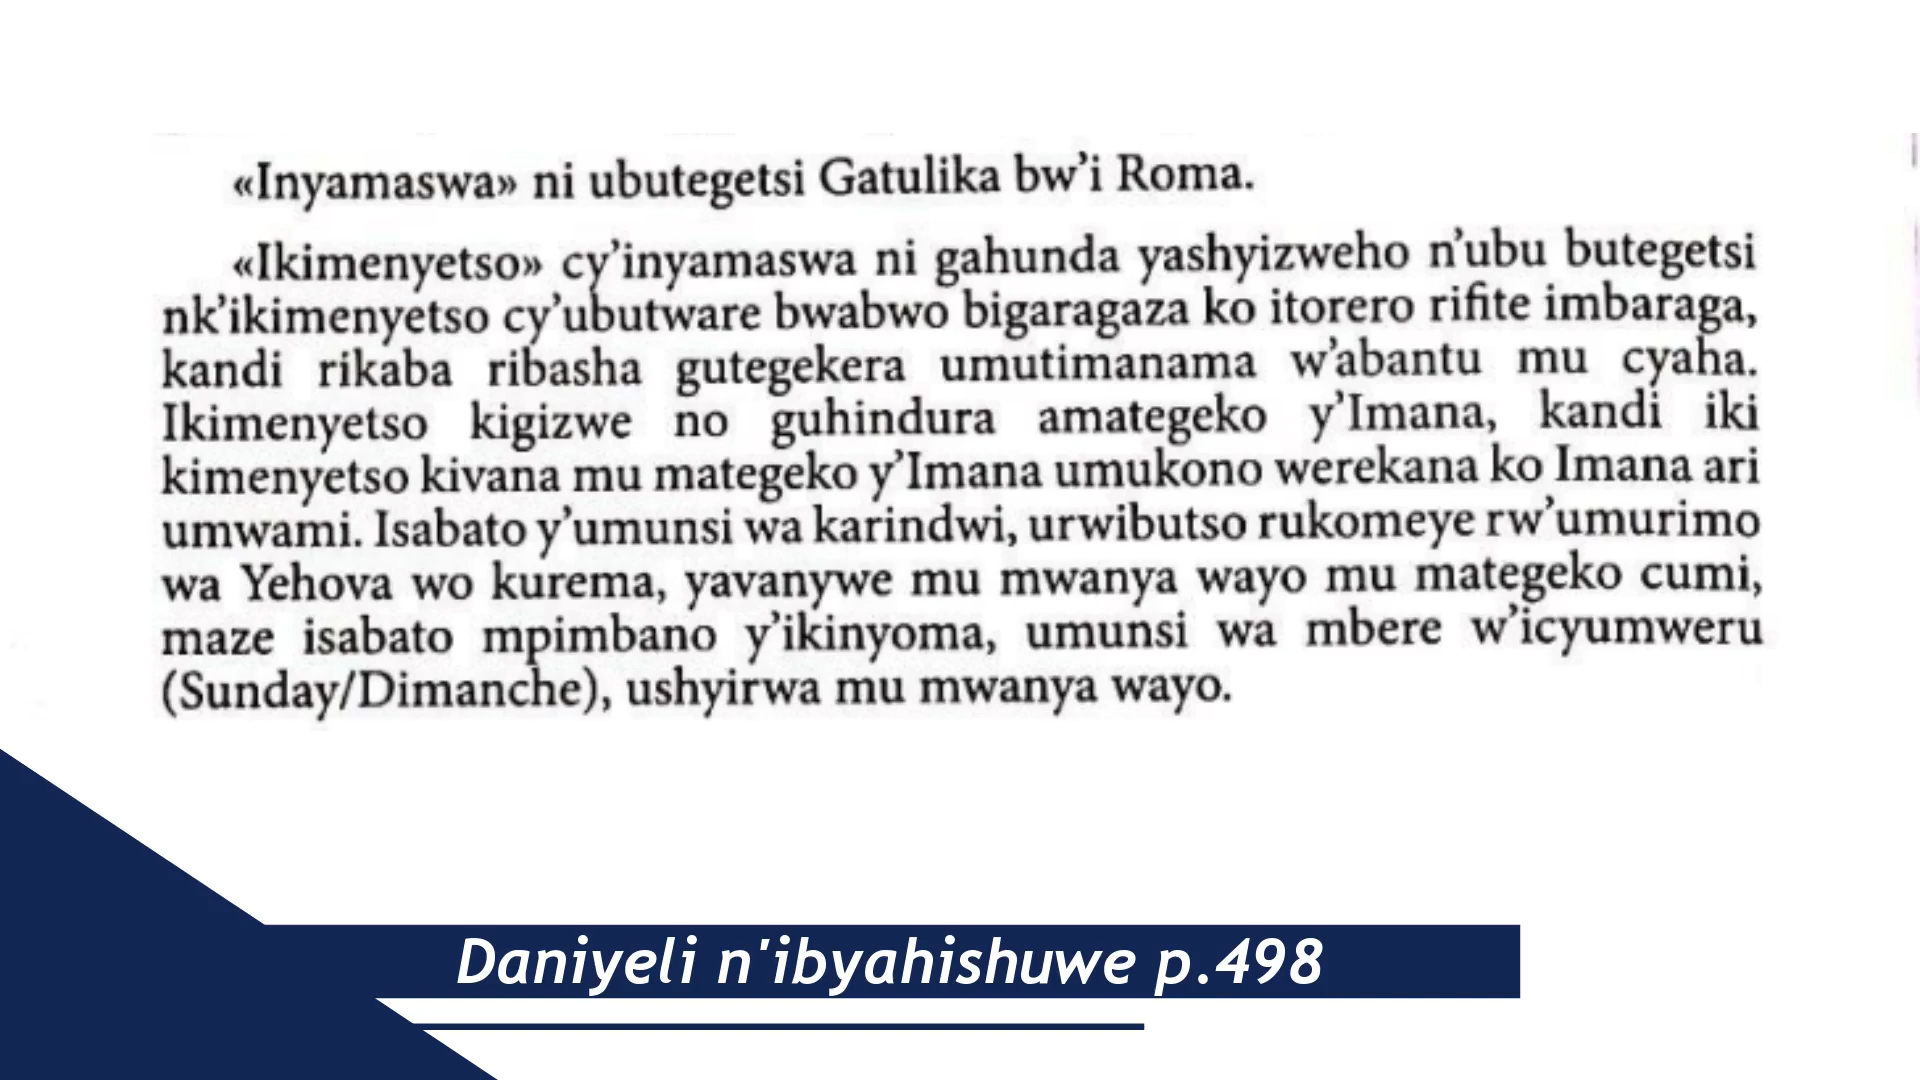 «Inyamaswa» ni ubutegetsi Gatulika bw’i Roma.
«Ikimenyetso» cy’inyamaswa ni gahunda yashyizweho n’ubu butegetsi
nk’ikimenyetso cy’ubutware bwabwo bigaragaza ko itorero rifite imbaraga,
kandi rikaba ribasha gutegekera umutimanama w’abantu mu cyaha.
Ikimenyetso kigizwe no guhindura amategeko y’Imana, kandi iki
kimenyetso kivana mu mategeko y’Imana umukono werekana ko Imana ari
umwami. Isabato y’umunsi wa karindwi, urwibutso rukomeye rw’umurimo
wa Yehova wo kurema, yavanywe mu mwanya wayo mu mategeko cumi,
maze isabato mpimbano y’ikinyoma, umunsi wa mbere w’icyumweru
(Sunday/Dimanche), ushyirwa mu mwanya wayo.
Daniyeli n'ibyahishuwe p.498